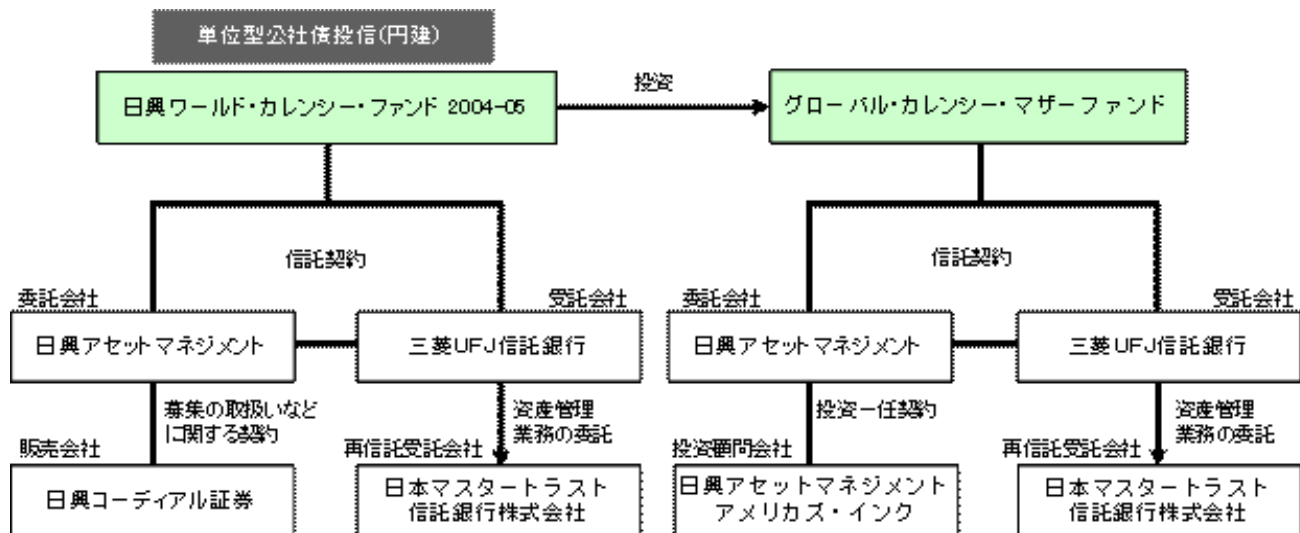 単位型公社債投信(円建)
日興ワールド・カレンシー・ファンド 2004-05
投資
グローバル・カレンシー・マザーファンド
信託契約
信託契約
委託会社
受託会社
委託会社
受託会社
日興アセットマネジメント
三菱UFJ信託銀行
日興アセットマネジメント
三菱UFJ信託銀行
募集の取扱いなど
に関する契約
資産管理
業務の委託
投資一任契約
資産管理
業務の委託
販売会社
再信託受託会社
投資顧問会社
再信託受託会社
日興コーディアル証券
日本マスタートラスト
信託銀行株式会社
日興アセットマネジメント
アメリカズ・インク
日本マスタートラスト
信託銀行株式会社